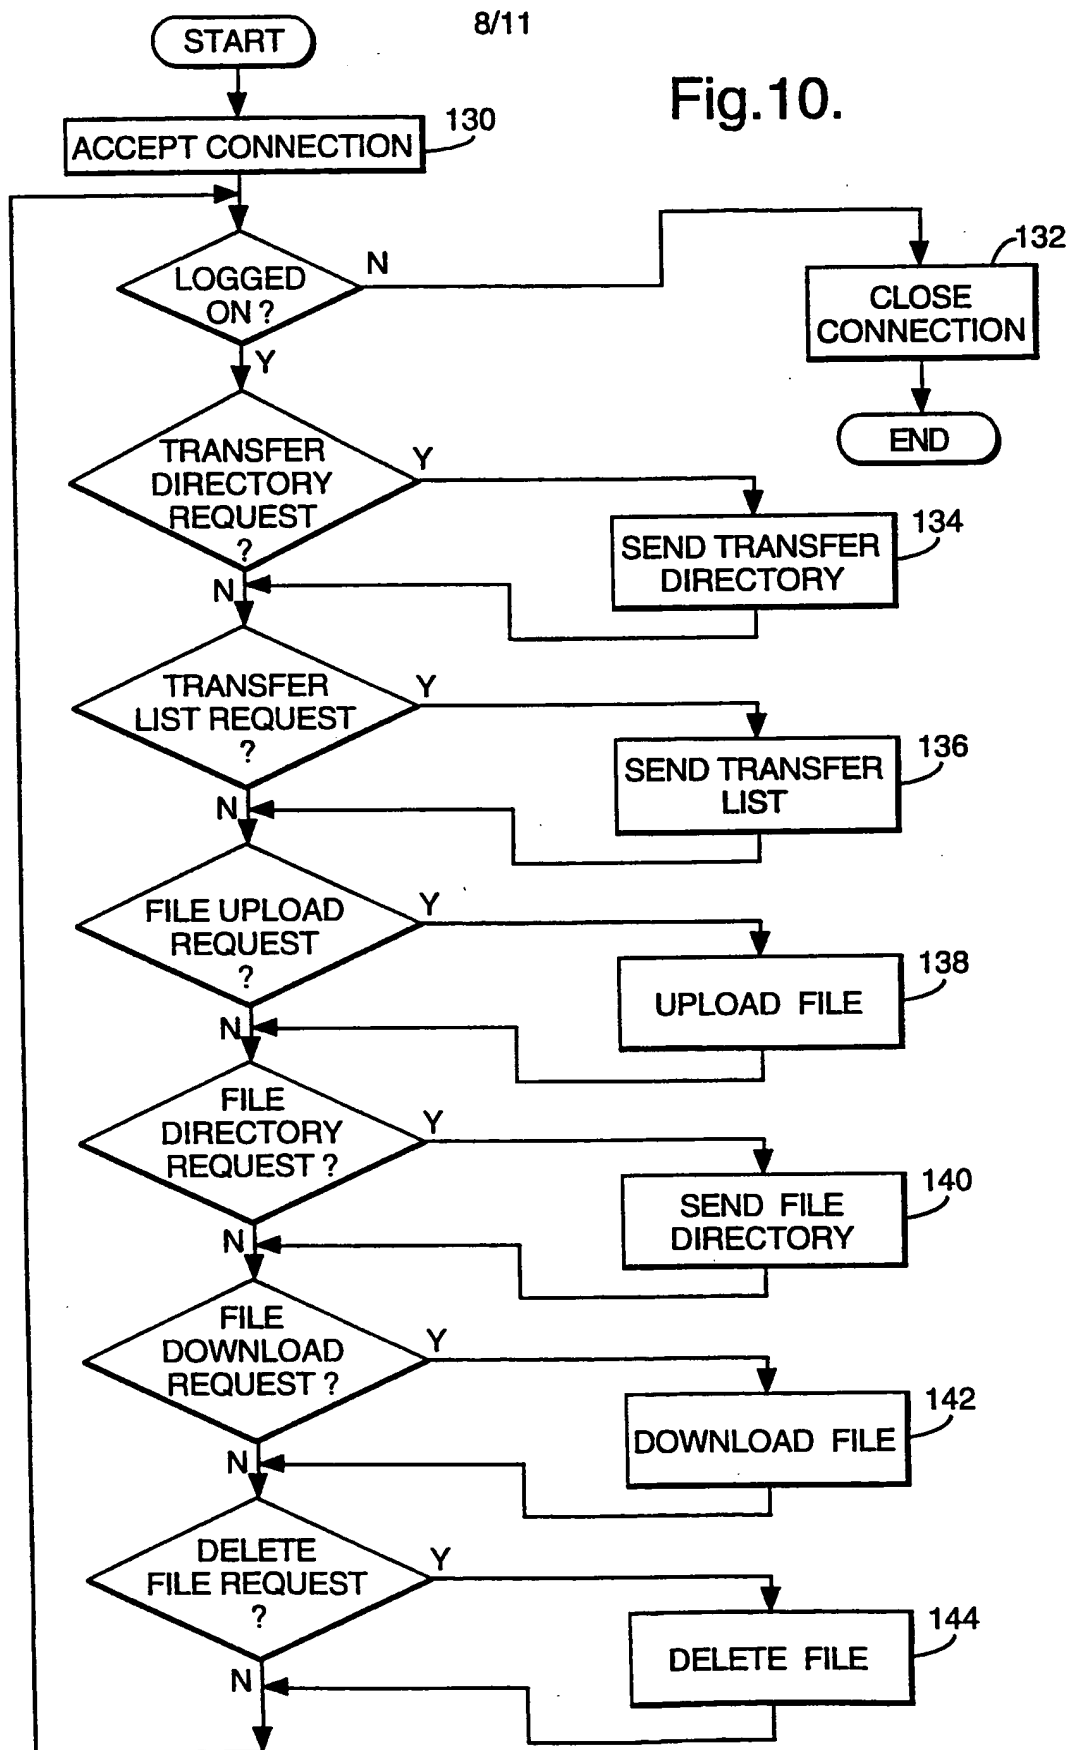 8/11
START
Fig.10.
ACCEPT CONNECTION
130
LOGGED
ON ?
N
132
CLOSE
CONNECTION
Y
END
TRANSFER
DIRECTORY
REQUEST
?
Y
134
SEND TRANSFER
DIRECTORY
N
TRANSFER
LIST REQUEST
?
Y
136
SEND TRANSFER
LIST
N
FILE UPLOAD
REQUEST
?
Y
138
UPLOAD FILE
N
FILE
DIRECTORY
REQUEST ?
Y
140
SEND FILE
DIRECTORY
N
FILE
DOWNLOAD
REQUEST ?
Y
142
DOWNLOAD FILE
N
DELETE
FILE REQUEST
?
Y
144
DELETE FILE
N